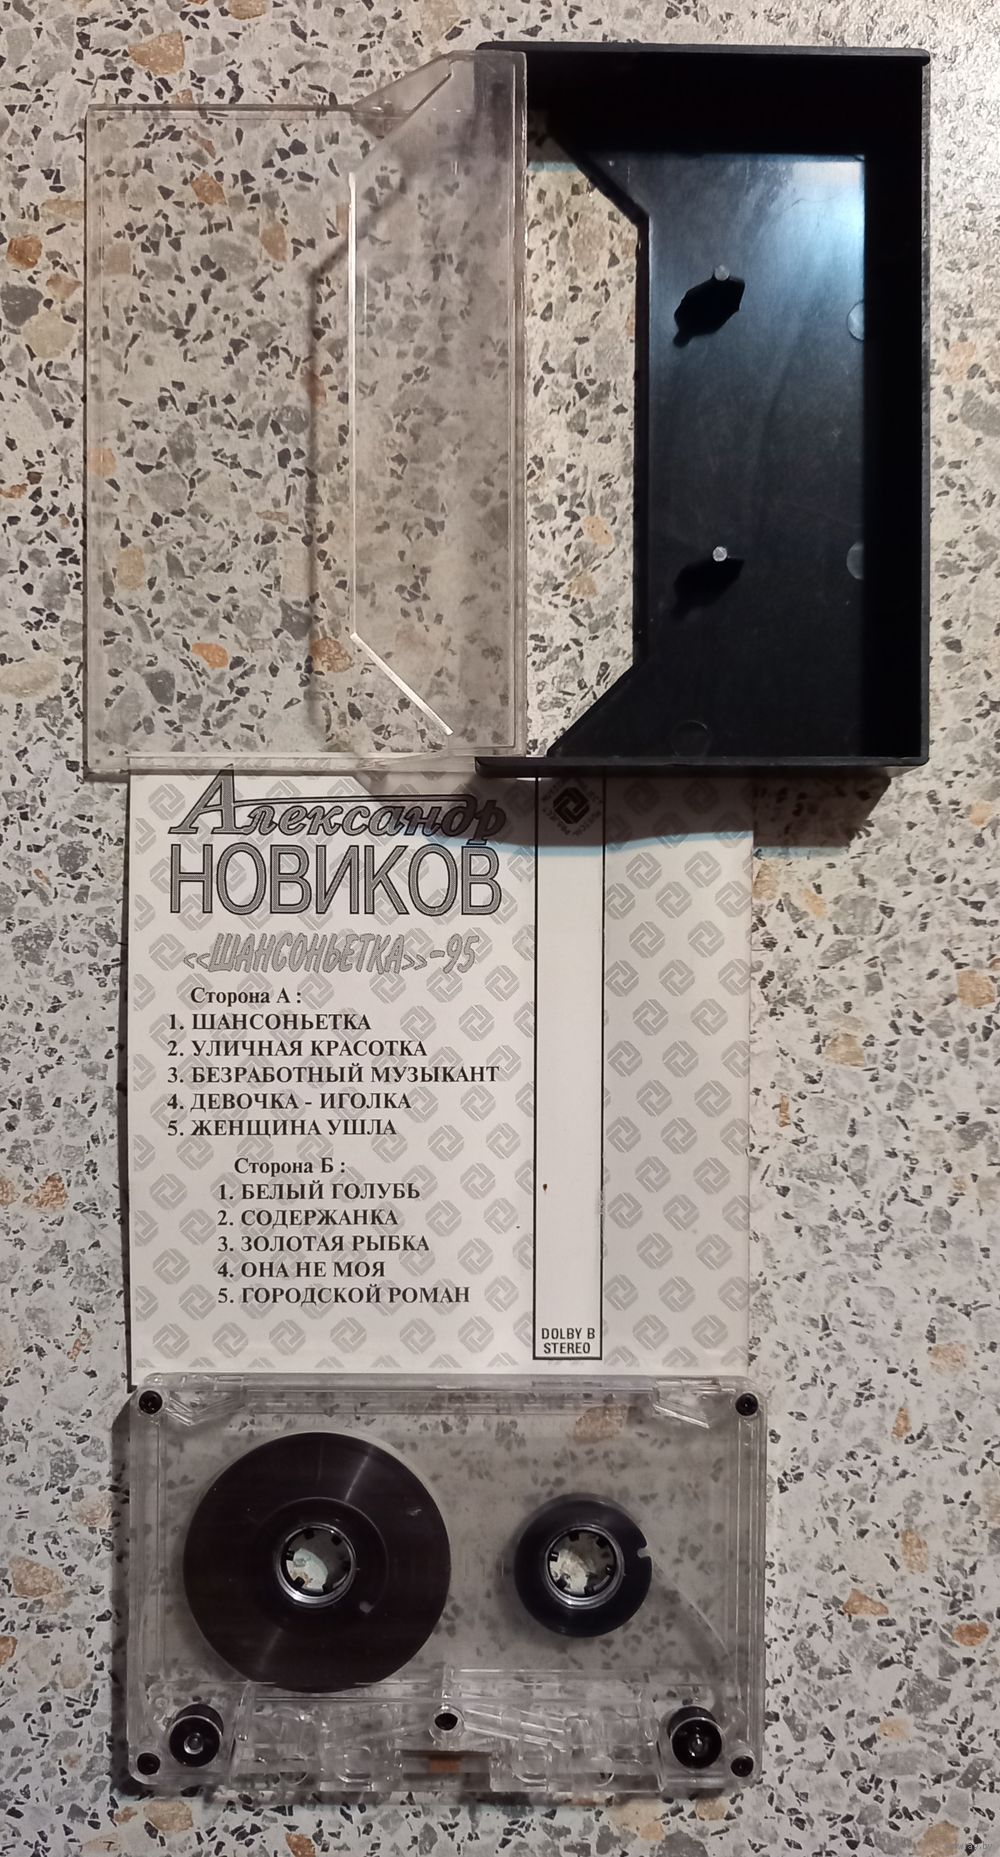 Александр
НОВИКОВ
«ШАНСОНЬЕТКА»-95
Сторона А :
1. ШАНСОНЬЕТКА
2. УЛИЧНАЯ КРАСОТКА
3. БЕЗРАБОТНЫЙ МУЗЫКАНТ
4. ДЕВОЧКА - ИГОЛКА
5. ЖЕНЩИНА УШЛА
Сторона Б :
1. БЕЛЫЙ ГОЛУБЬ
2. СОДЕРЖАНКА
3. ЗОЛОТАЯ РЫБКА
4. ОНА НЕ МОЯ
5. ГОРОДСКОЙ РОМАН
DOLBY B
STEREO